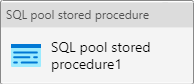 SQL pool stored procedure
SQL pool stored
procedure1